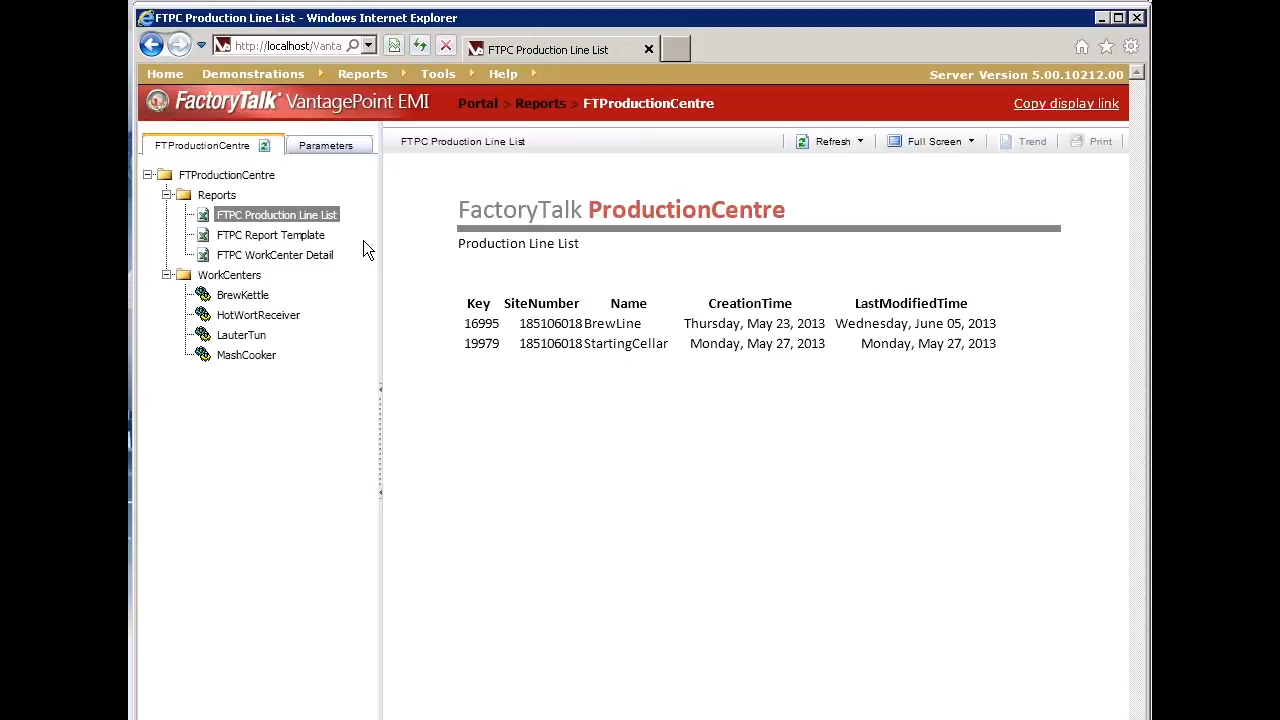 FTPC Production Line List - Windows Internet Explorer
http://localhost/Vanta
FTPC Production Line List
Home Demonstrations Reports Tools Help Server Version 5.00.10212.00
FactoryTalk VantagePoint EMI Portal > Reports > FTProductionCentre Copy display link
FTProductionCentre Parameters FTPC Production Line List Refresh Full Screen Trend Print
FTProductionCentre
Reports
FTPC Production Line List
FTPC Report Template
FTPC WorkCenter Detail
WorkCenters
BrewKettle
HotWortReceiver
LauterTun
MashCooker
FactoryTalk ProductionCentre
Production Line List
Key SiteNumber Name CreationTime LastModifiedTime
16995 185106018 BrewLine Thursday, May 23, 2013 Wednesday, June 05, 2013
19979 185106018 StartingCellar Monday, May 27, 2013 Monday, May 27, 2013